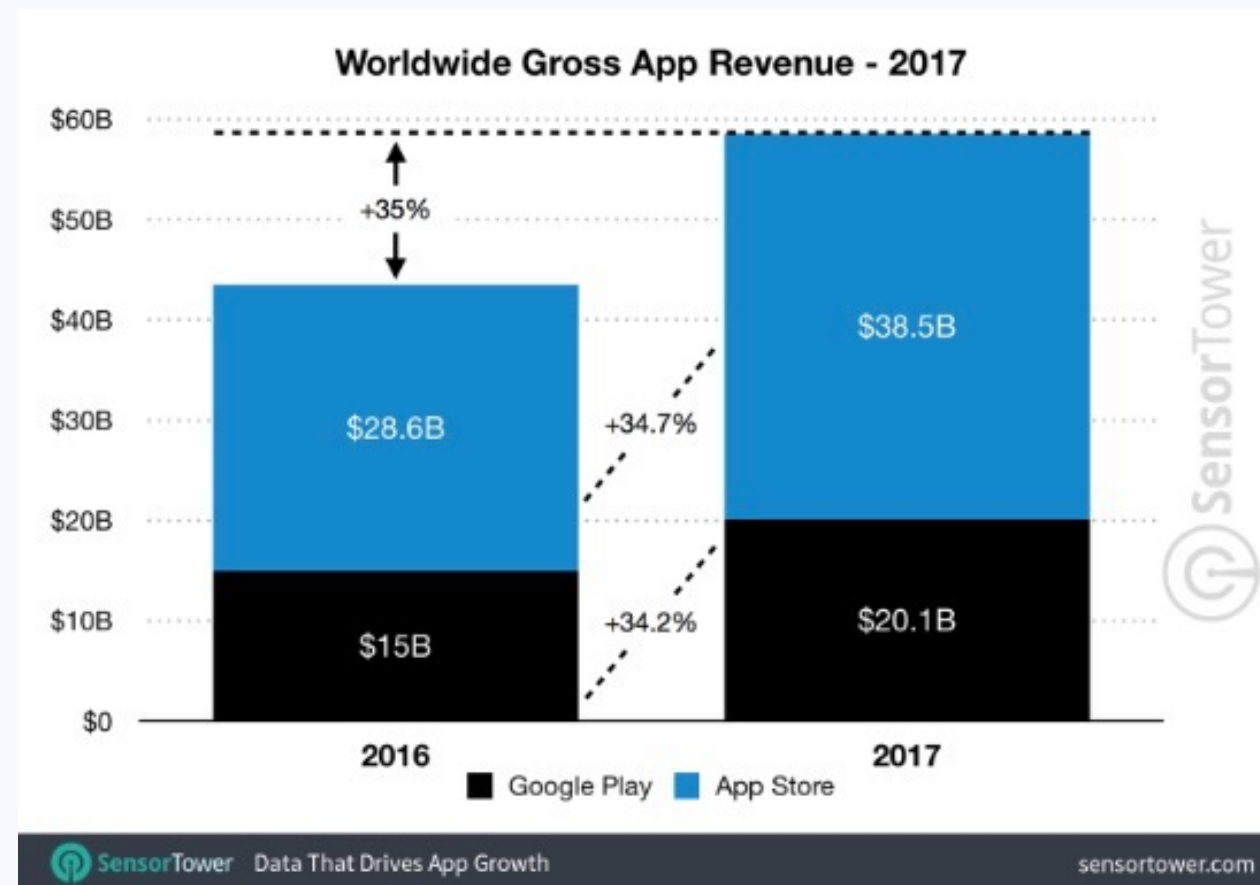 Worldwide Gross App Revenue - 2017
$60B
+35%
$50B
$40B
$38.5B
$28.6B
$30B
+34.7%
$20B
$10B
+34.2%
$20.1B
$15B
$0
2016
2017
Google Play
App Store
SensorTower
SensorTower Data That Drives App Growth
sensortower.com